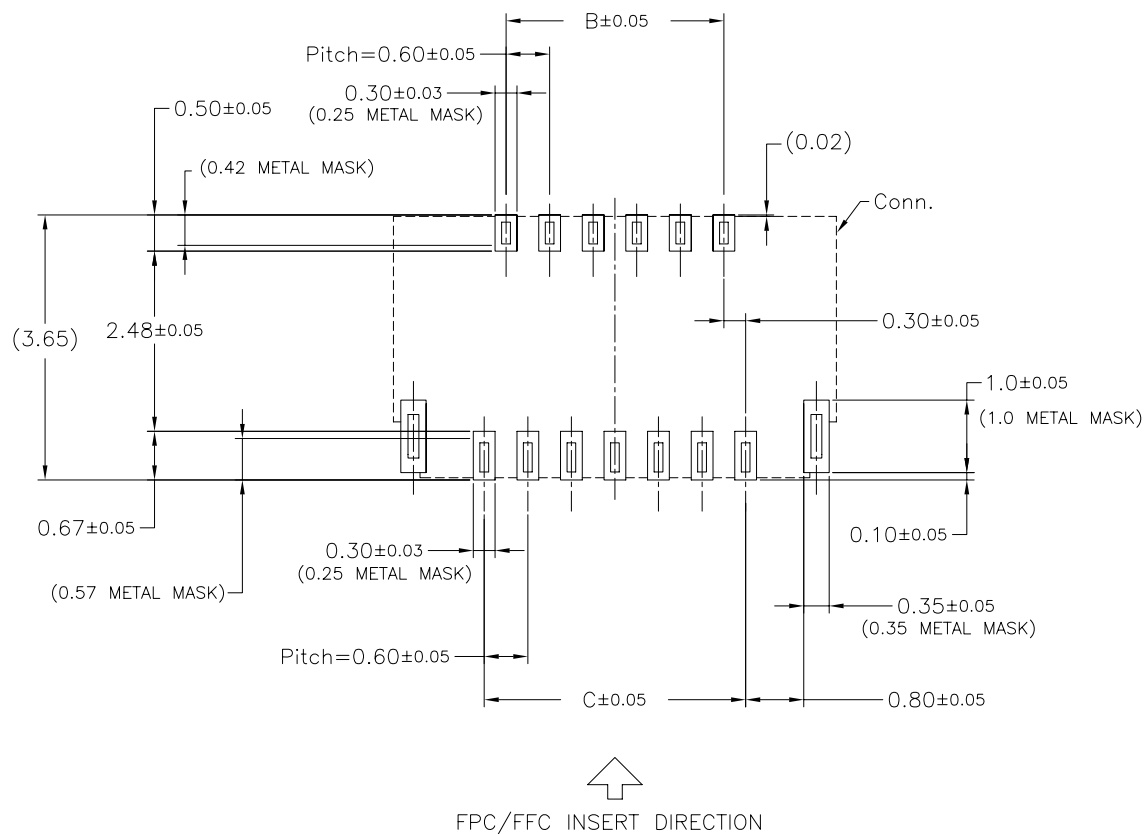 B±0.05
Pitch=0.60±0.05
0.30±0.03
(0.25 METAL MASK)
0.50±0.05
(0.42 METAL MASK)
(0.02)
Conn.
(3.65)
2.48±0.05
0.30±0.05
1.0±0.05
(1.0 METAL MASK)
0.67±0.05
0.10±0.05
0.30±0.03
(0.25 METAL MASK)
(0.57 METAL MASK)
0.35±0.05
(0.35 METAL MASK)
Pitch=0.60±0.05
C±0.05
0.80±0.05
FPC/FFC INSERT DIRECTION